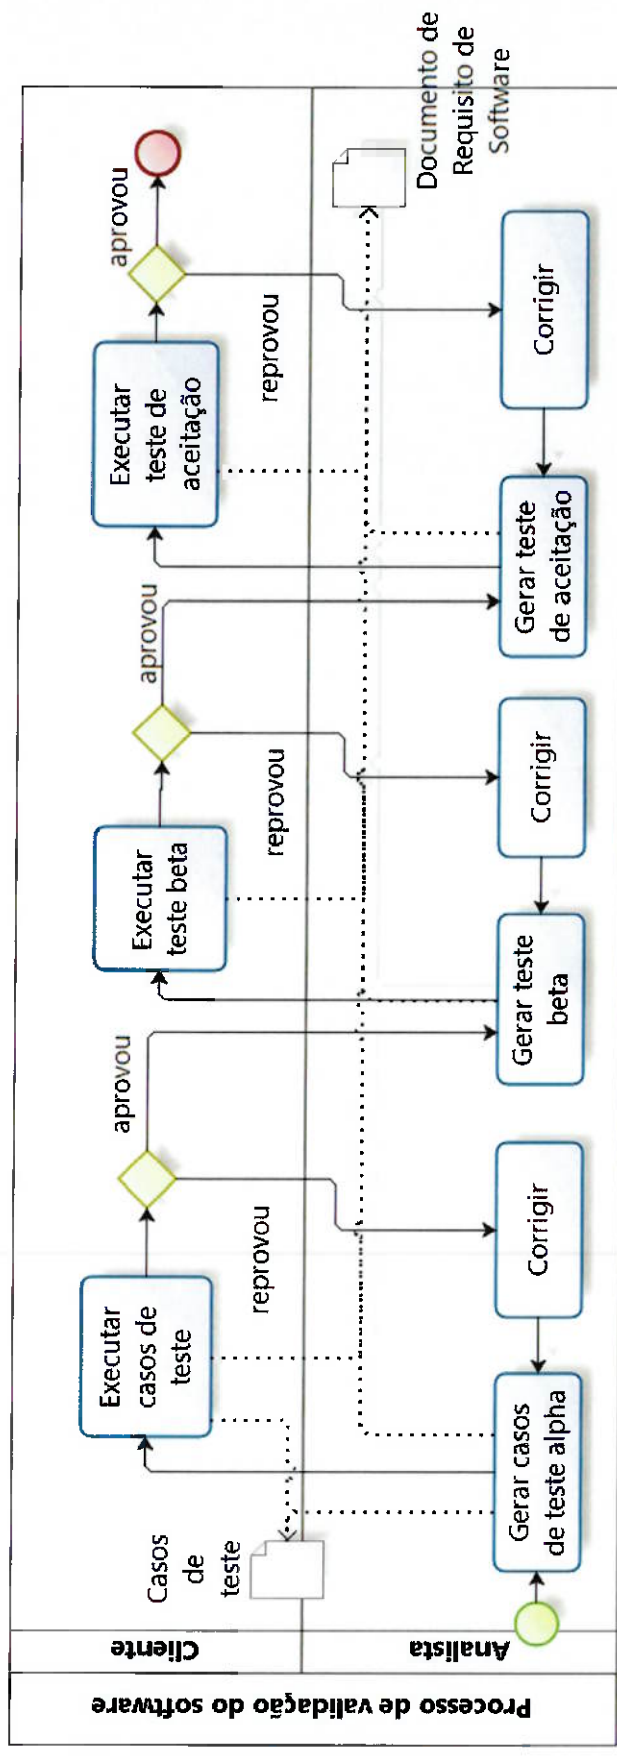 Processo de validação do software
Cliente
Analista
Casos
de
teste
Executar
casos de
teste
aprovou
reprovou
Executar
teste beta
aprovou
reprovou
Executar
teste de
aceitação
aprovou
reprovou
Gerar casos
de teste alpha
Corrigir
Gerar teste
beta
Corrigir
Gerar teste
de aceitação
Corrigir
Documento de
Requisito de
Software